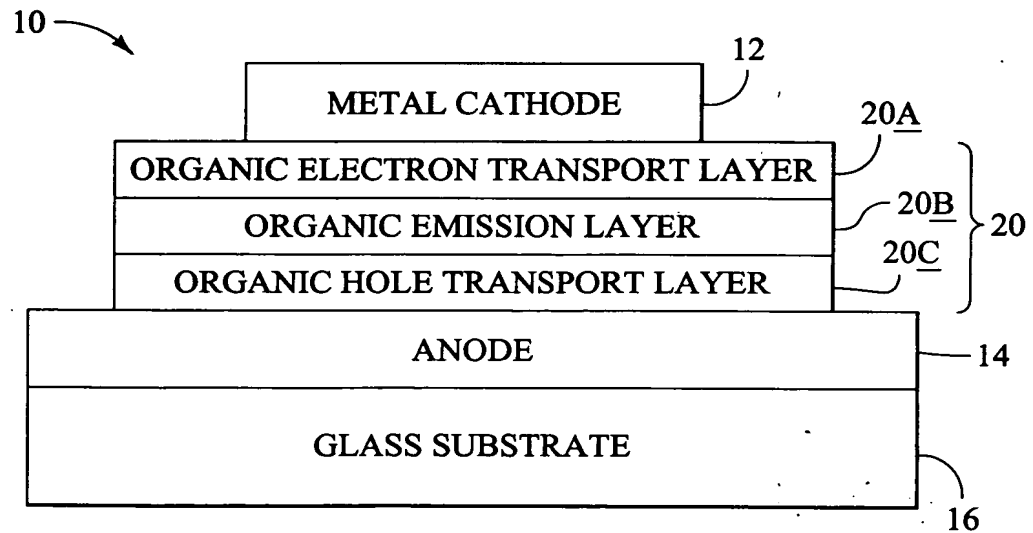 10
12
METAL CATHODE
20A
ORGANIC ELECTRON TRANSPORT LAYER
20B
ORGANIC EMISSION LAYER
20
20C
ORGANIC HOLE TRANSPORT LAYER
ANODE
14
GLASS SUBSTRATE
16